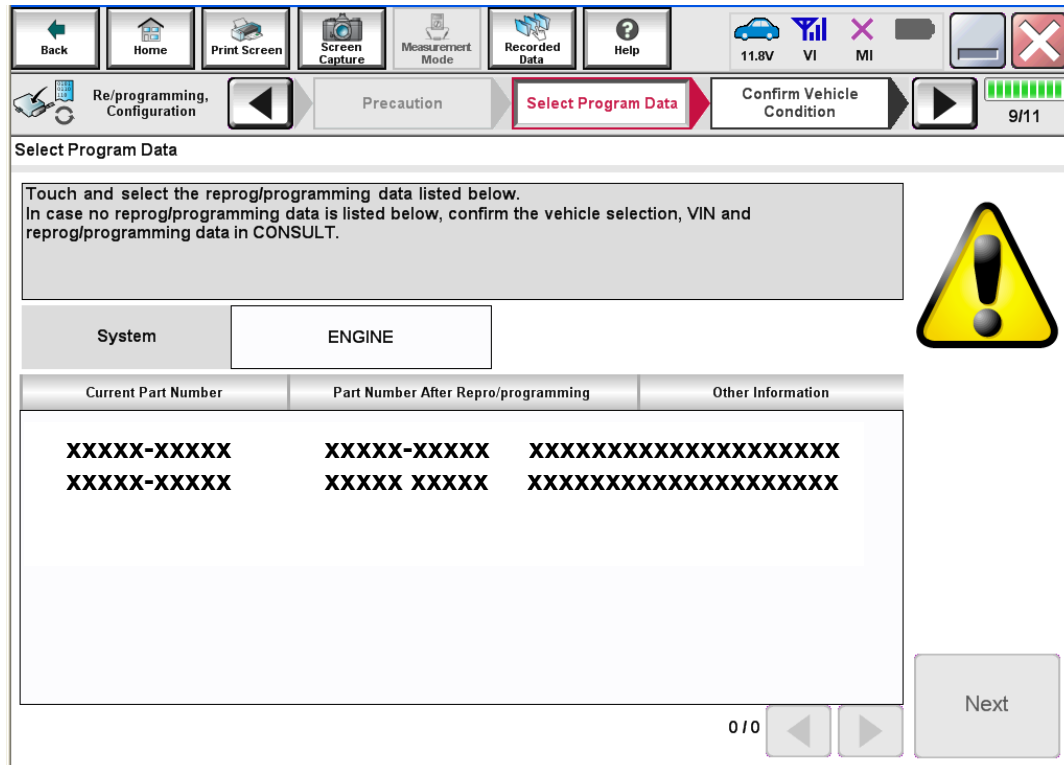 Back
Home
Print Screen
Screen
Capture
Measurement
Mode
Recorded
Data
Help
11.8V
VI
MI
Re/programming,
Configuration
Precaution
Select Program Data
Confirm Vehicle
Condition
9/11
Select Program Data
Touch and select the reprog/programming data listed below.
In case no reprog/programming data is listed below, confirm the vehicle selection, VIN and
reprog/programming data in CONSULT.
System
ENGINE
Current Part Number
Part Number After Repro/programming
Other Information
XXXXX-XXXXX XXXXX-XXXXX XXXXXXXXXXXXXXXXXXXX
XXXXX-XXXXX XXXXX XXXXX XXXXXXXXXXXXXXXXXXXX
Next
0/0